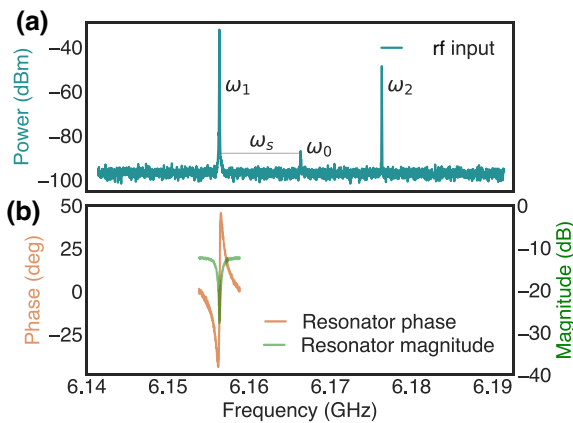 (a)
rf input
−40
−60
−80
−100
Power (dBm)
ω1
ω2
ωs
ω0
(b)
50
25
0
−25
Phase (deg)
0
−10
−20
−30
−40
Magnitude (dB)
Resonator phase
Resonator magnitude
6.14 6.15 6.16 6.17 6.18 6.19
Frequency (GHz)